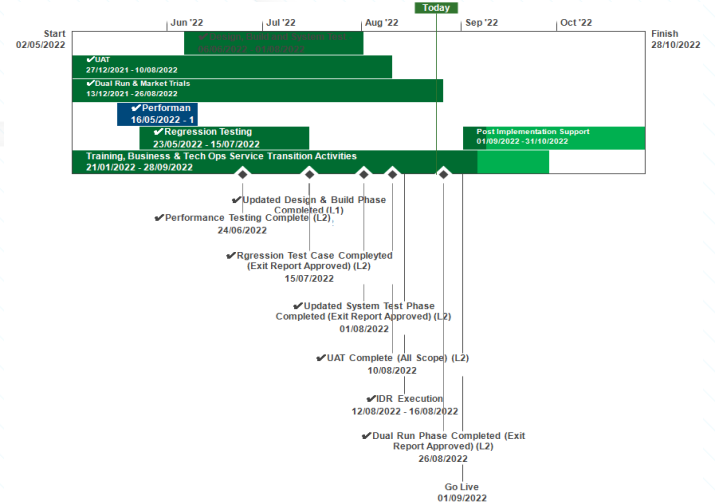 Today
Jun '22
Jul '22
Aug '22
Sep '22
Oct '22
Start
02/05/2022
Finish
28/10/2022
✔UAT
27/12/2021 - 10/08/2022
✔Dual Run & Market Trials
13/12/2021 - 26/08/2022
✔Performan
16/05/2022 - 1
✔Regression Testing
23/05/2022 - 15/07/2022
Post Implementation Support
01/09/2022 - 31/10/2022
Training, Business & Tech Ops Service Transition Activities
21/01/2022 - 28/09/2022
✔Updated Design & Build Phase
Completed (L1)
✔Performance Testing Complete (L2)
24/06/2022
✔Rgression Test Case Compleyted
(Exit Report Approved) (L2)
15/07/2022
✔Updated System Test Phase
Completed (Exit Report Approved) (L2)
01/08/2022
✔UAT Complete (All Scope) (L2)
10/08/2022
✔IDR Execution
12/08/2022 - 16/08/2022
✔Dual Run Phase Completed (Exit
Report Approved) (L2)
26/08/2022
Go Live
01/09/2022